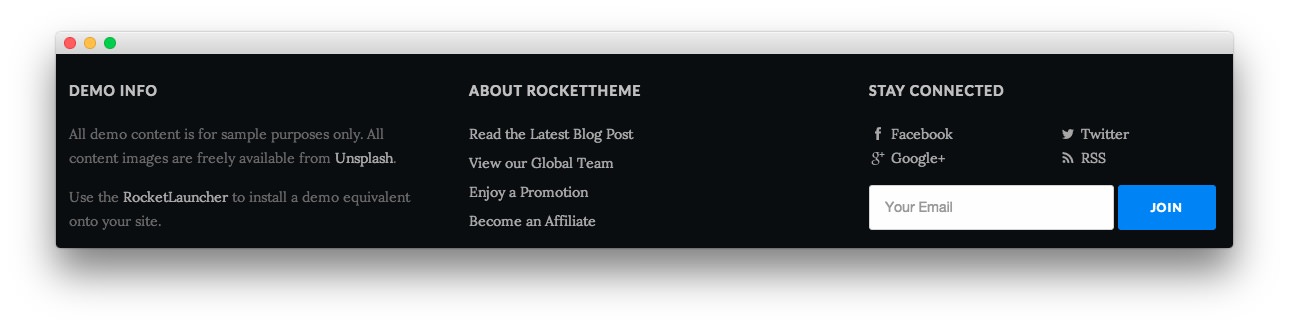 DEMO INFO
All demo content is for sample purposes only. All
content images are freely available from Unsplash.
Use the RocketLauncher to install a demo equivalent
onto your site.
ABOUT ROCKETTHEME
Read the Latest Blog Post
View our Global Team
Enjoy a Promotion
Become an Affiliate
STAY CONNECTED
Facebook
Twitter
Google+
RSS
Your Email
JOIN